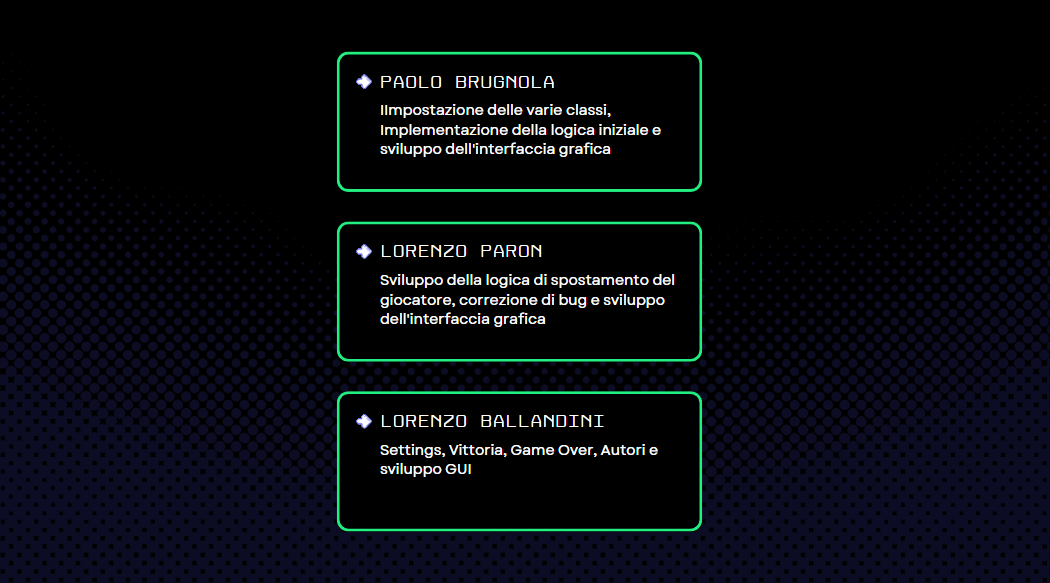 PAOLO BRUGNOLA
IImpostazione delle varie classi,
Implementazione della logica iniziale e
sviluppo dell'interfaccia grafica
LORENZO PARON
Sviluppo della logica di spostamento del
giocatore, correzione di bug e sviluppo
dell'interfaccia grafica
LORENZO BALLANDINI
Settings, Vittoria, Game Over, Autori e
sviluppo GUI